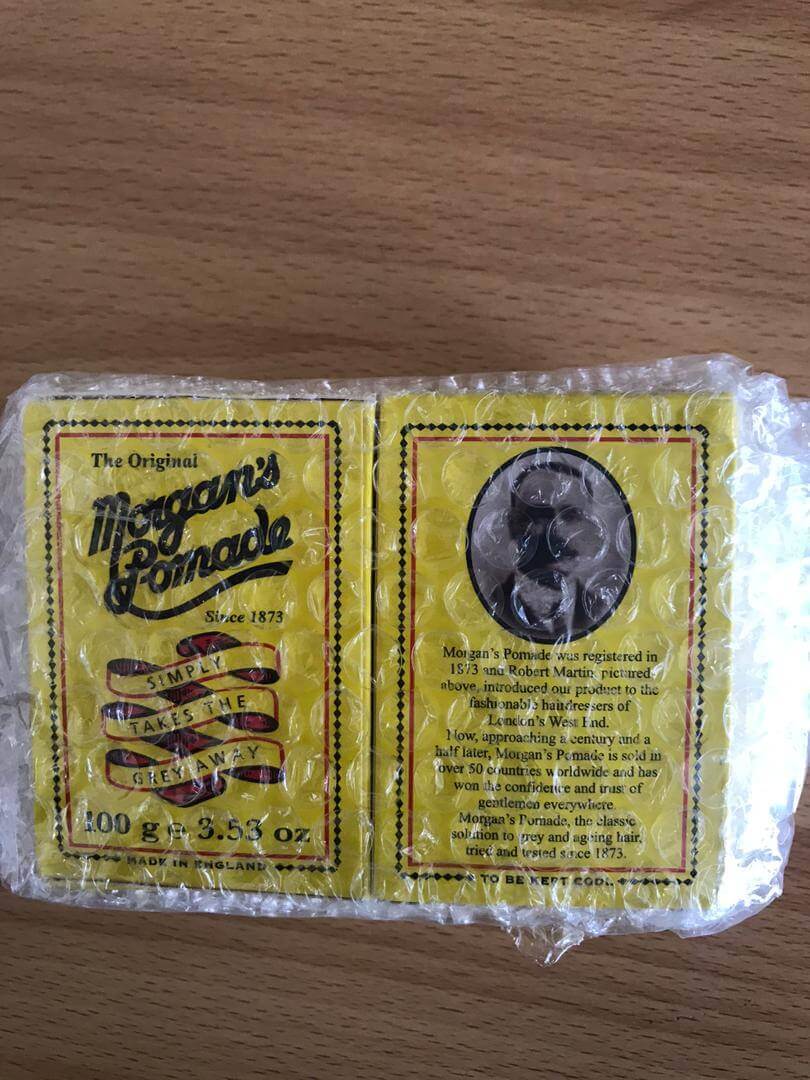 The Original
Morgan's
Pomade
Since 1873
SIMPLY
TAKES THE
GREY AWAY
100 g e 3.53 oz
MADE IN ENGLAND
Morgan's Pomade was registered in
1873 and Robert Martin, pictured
above, introduced our product to the
fashionable hairdressers of
London's West End.
Now, approaching a century and a
half later, Morgan's Pomade is sold in
over 50 countries worldwide and has
won the confidence and trust of
gentlemen everywhere.
Morgan's Pomade, the classic
solution to grey and ageing hair,
tried and tested since 1873.
TO BE KEPT COOL